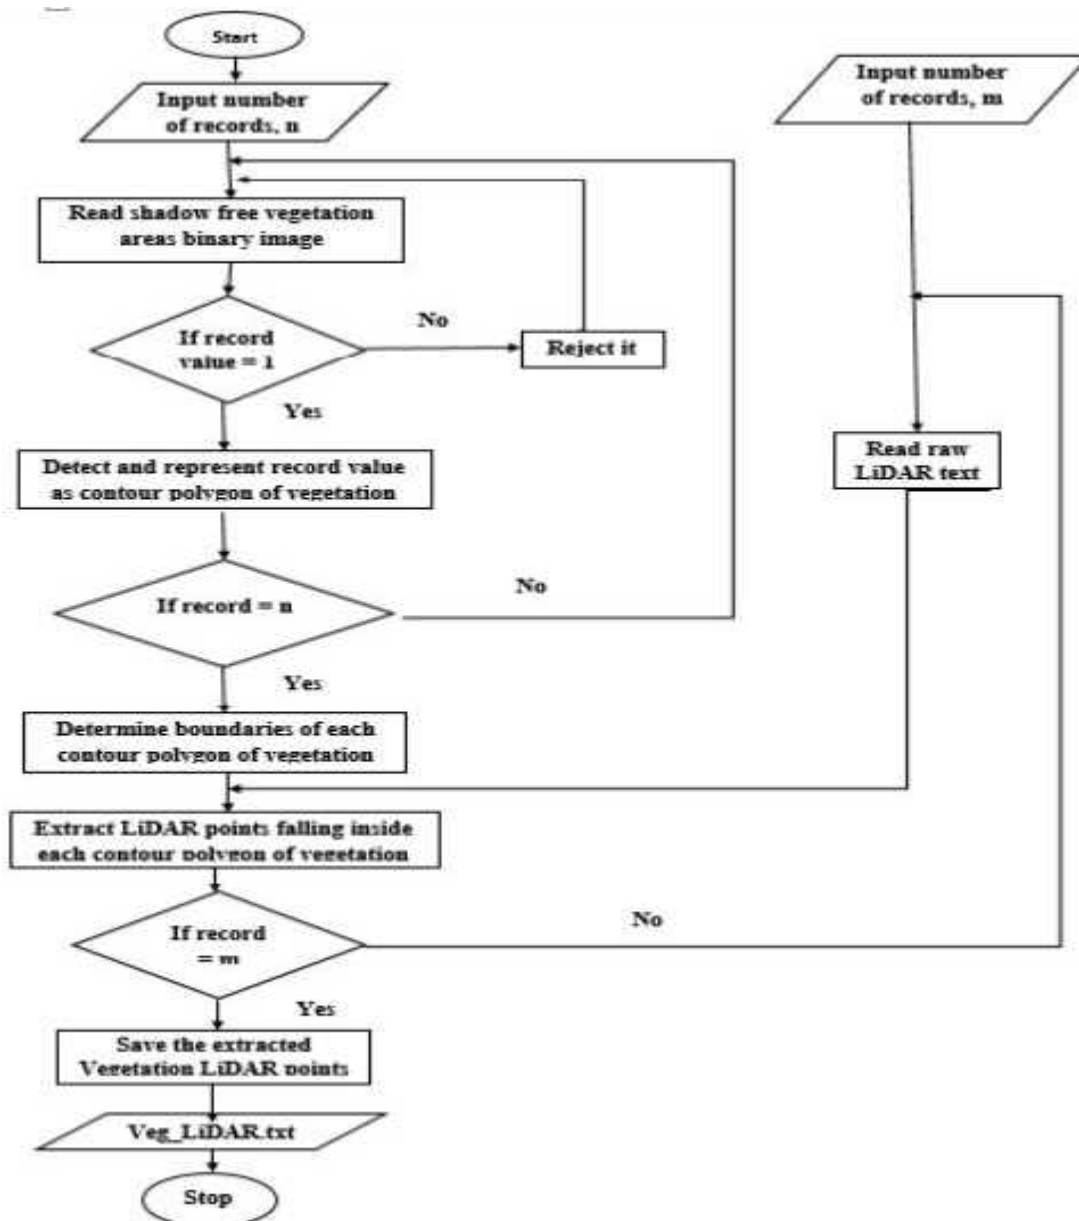 Start
Input number
of records, n
Input number
of records, m
Read shadow free vegetation
areas binary image
If record
value = 1
No
Reject it
Yes
Detect and represent record value
as contour polygon of vegetation
Read raw
LiDAR text
If record = n
No
Yes
Determine boundaries of each
contour polygon of vegetation
Extract LiDAR points falling inside
each contour polygon of vegetation
If record
= m
No
Yes
Save the extracted
Vegetation LiDAR points
Veg_LiDAR.txt
Stop